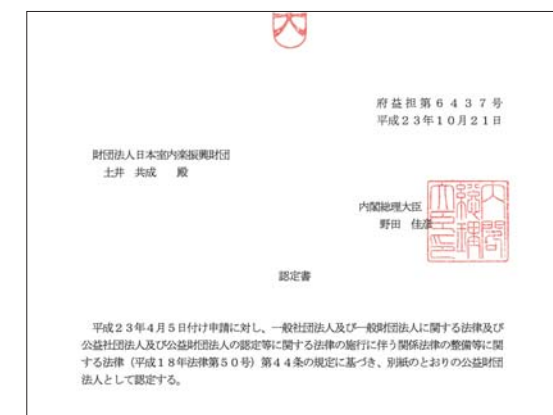 府益担第６４３７号
平成２３年１０月２１日
財団法人日本室内楽振興財団
土井　共成　殿
内閣総理大臣
野田　佳彦
認定書
平成２３年４月５日付け申請に対し、一般社団法人及び一般財団法人に関する法律及び
公益社団法人及び公益財団法人の認定等に関する法律の施行に伴う関係法律の整備等に関
する法律（平成１８年法律第５０号）第４４条の規定に基づき、別紙のとおりの公益財団
法人として認定する。